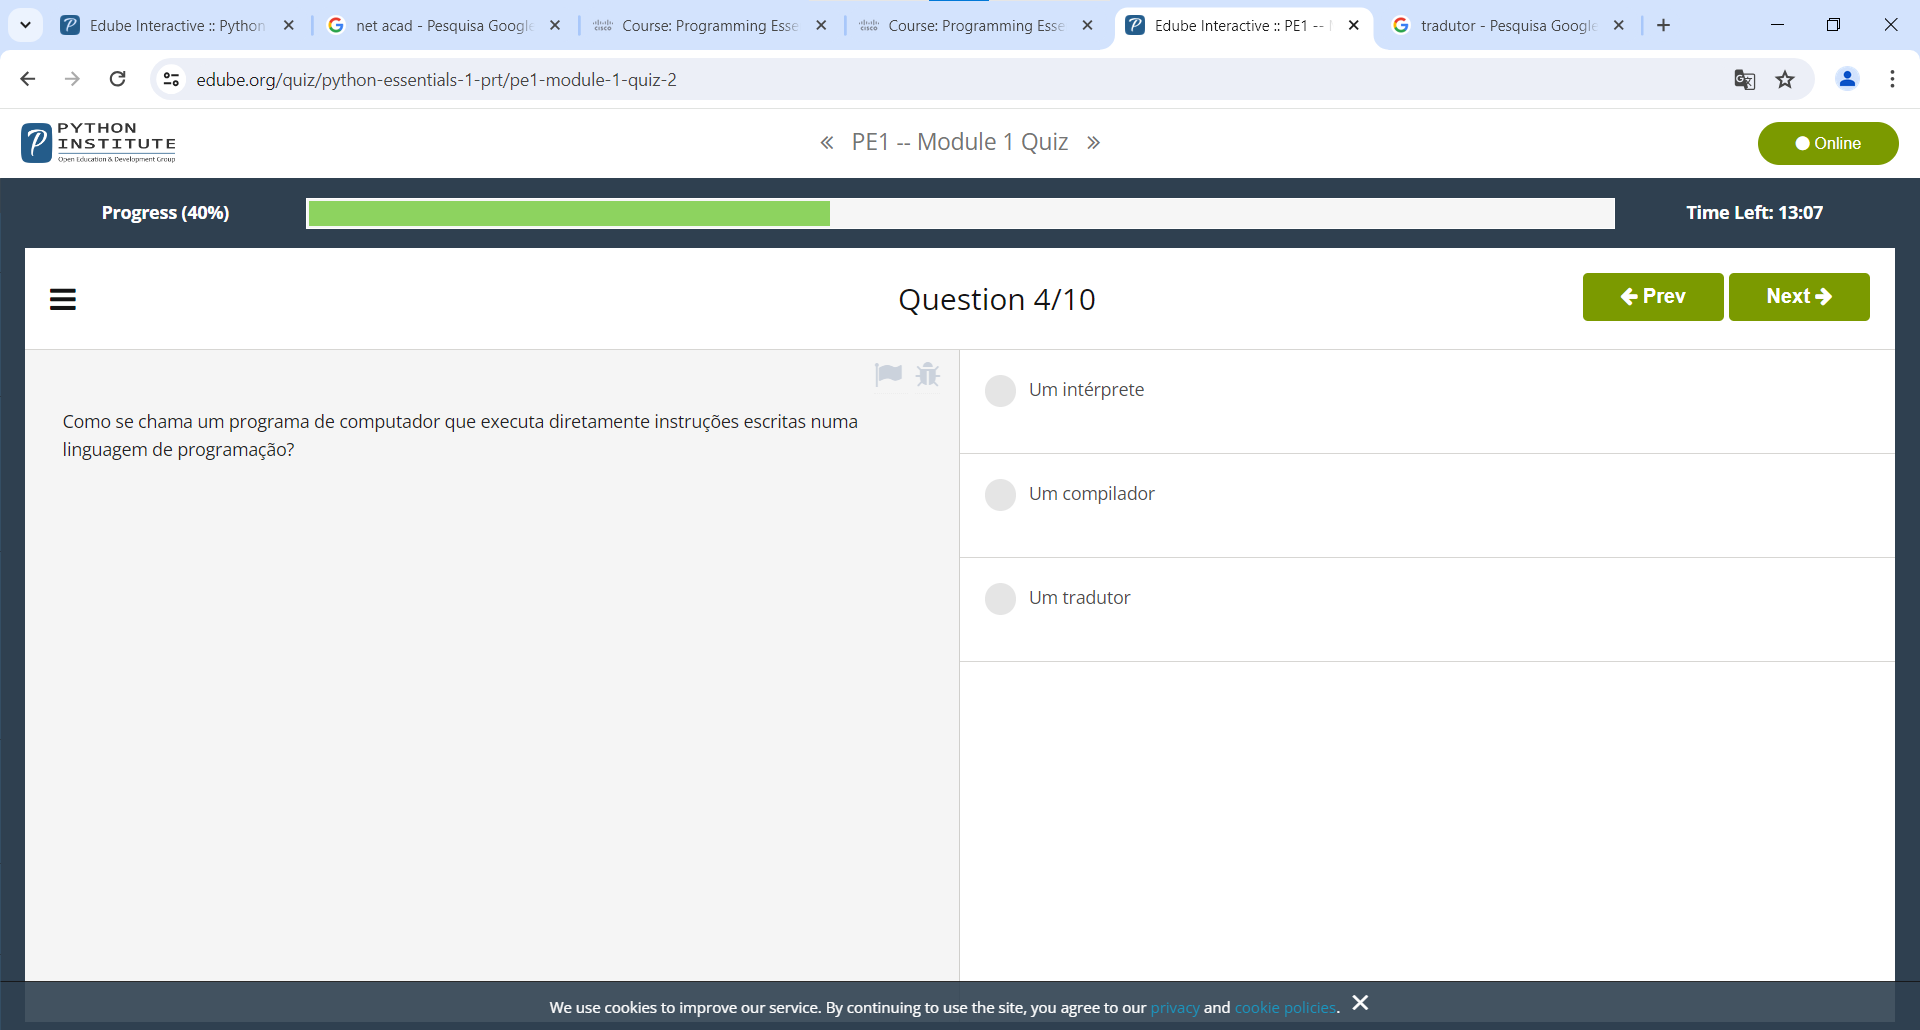 Edube Interactive :: Python
net acad - Pesquisa Google
Course: Programming Esse
Course: Programming Esse
Edube Interactive :: PE1 --
tradutor - Pesquisa Google
edube.org/quiz/python-essentials-1-prt/pe1-module-1-quiz-2
PYTHON
INSTITUTE
Open Education & Development Group
« PE1 -- Module 1 Quiz »
Online
Progress (40%)
Time Left: 13:07
Question 4/10
Prev
Next
Como se chama um programa de computador que executa diretamente instruções escritas numa
linguagem de programação?
Um intérprete
Um compilador
Um tradutor
We use cookies to improve our service. By continuing to use the site, you agree to our privacy and cookie policies.